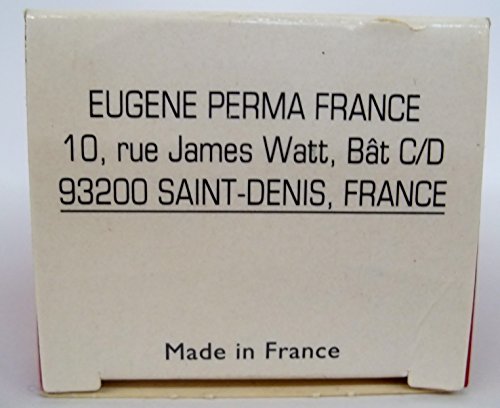 EUGENE PERMA FRANCE
10, rue James Watt, Bât C/D
93200 SAINT-DENIS, FRANCE
Made in France